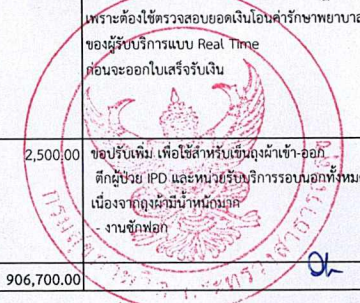 เพราะต้องใช้ตรวจสอบยอดเงินโอนค่ารักษาพยาบาล
ของผู้รับบริการแบบ Real Time
ก่อนจะออกใบเสร็จรับเงิน
2,500.00 ขอปรับเพิ่ม เพื่อใช้สำหรับเข็นถุงผ้าเข้า-ออก
ตึกผู้ป่วย IPD และหน่วยรับบริการรอบนอกทั้งหม
เนื่องจากถุงผ้ามีน้ำหนักมาก
- งานซักฟอก
906,700.00